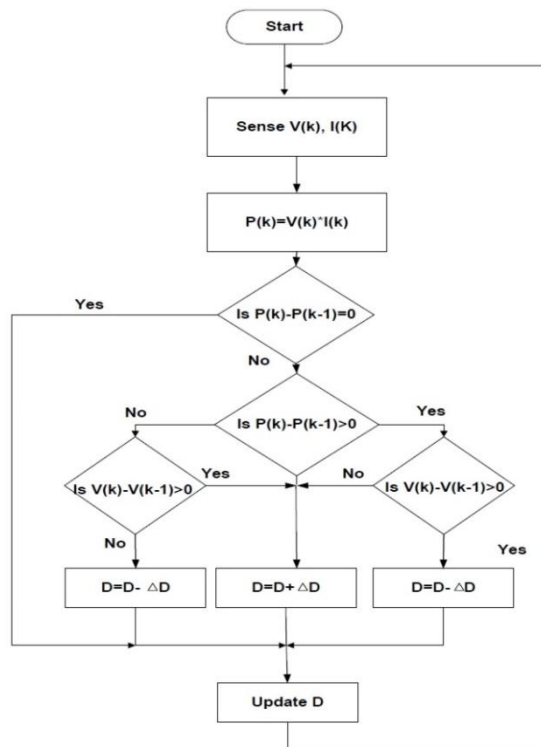 Start
Sense V(k), I(K)
P(k)=V(k)*I(k)
Yes
Is P(k)-P(k-1)=0
No
No
Is P(k)-P(k-1)>0
Yes
Is V(k)-V(k-1)>0
Yes
No
Is V(k)-V(k-1)>0
No
Yes
D=D- △D
D=D+ △D
D=D- △D
Update D